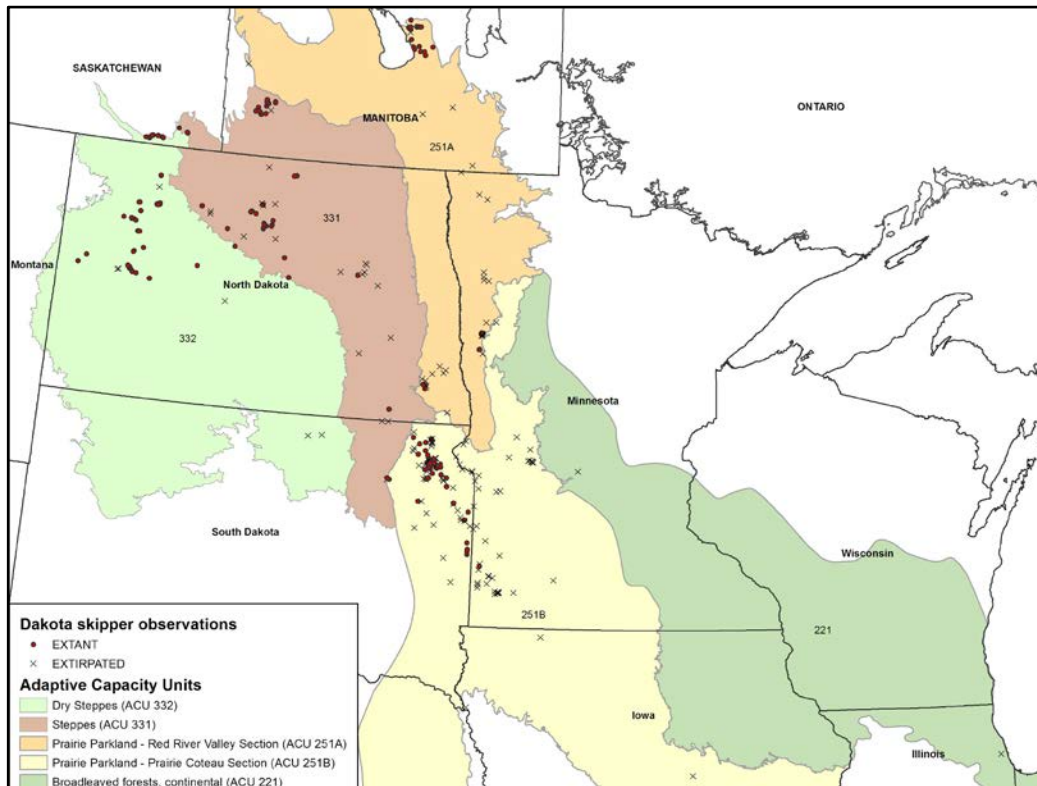 SASKATCHEWAN
ONTARIO
MANITOBA
251A
331
Montana
North Dakota
332
Minnesota
South Dakota
Wisconsin
251B
221
Iowa
Illinois
Dakota skipper observations
EXTANT
EXTIRPATED
Adaptive Capacity Units
Dry Steppes (ACU 332)
Steppes (ACU 331)
Prairie Parkland - Red River Valley Section (ACU 251A)
Prairie Parkland - Prairie Coteau Section (ACU 251B)
Broadleaved forests, continental (ACU 221)